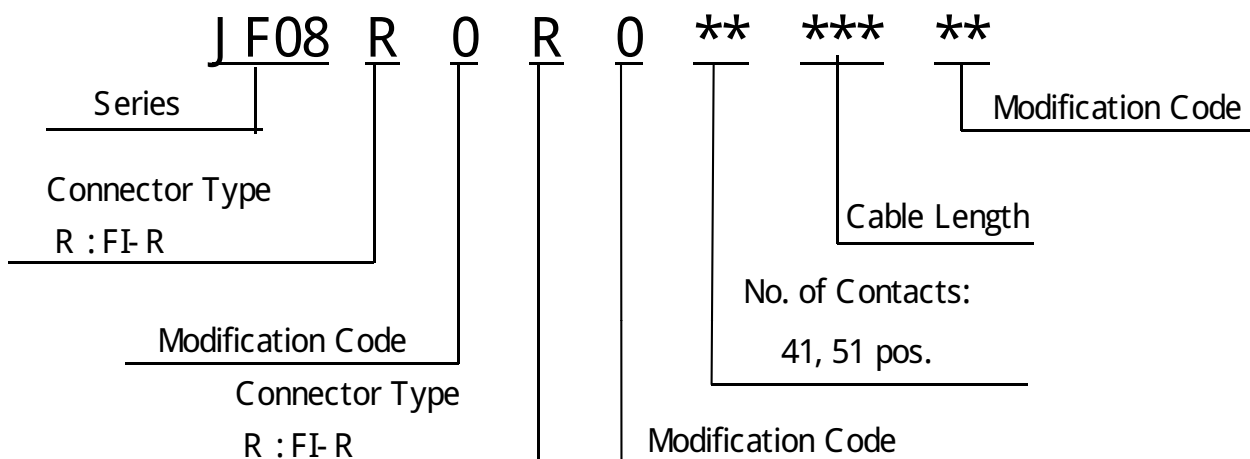 JF08 R 0 R 0 ** *** **
Series
Modification Code
Connector Type
R : FI-R
Cable Length
No. of Contacts:
41, 51 pos.
Modification Code
Connector Type
R : FI-R
Modification Code